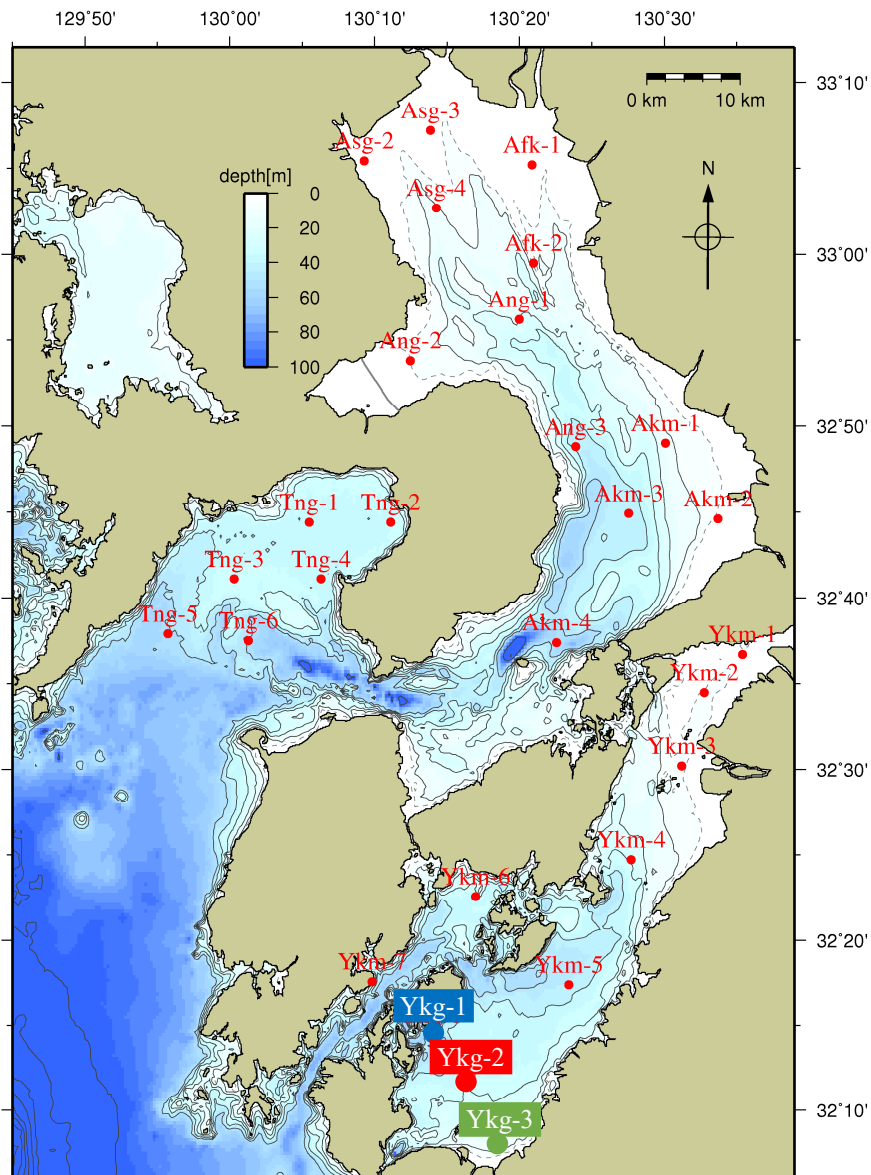 129°50' 130°00' 130°10' 130°20' 130°30'
33°10'
0 km 10 km
Asg-3
Asg-2
Afk-1
depth[m]
0
20
40
60
80
100
Asg-4
N
Afk-2
33°00'
Ang-1
Ang-2
32°50'
Ang-3
Akm-1
Akm-3
Akm-2
Tng-1
Tng-2
Tng-3
Tng-4
32°40'
Tng-5
Tng-6
Akm-4
Ykm-1
Ykm-2
Ykm-3
32°30'
Ykm-4
Ykm-6
32°20'
Ykm-7
Ykm-5
Ykg-1
Ykg-2
32°10'
Ykg-3